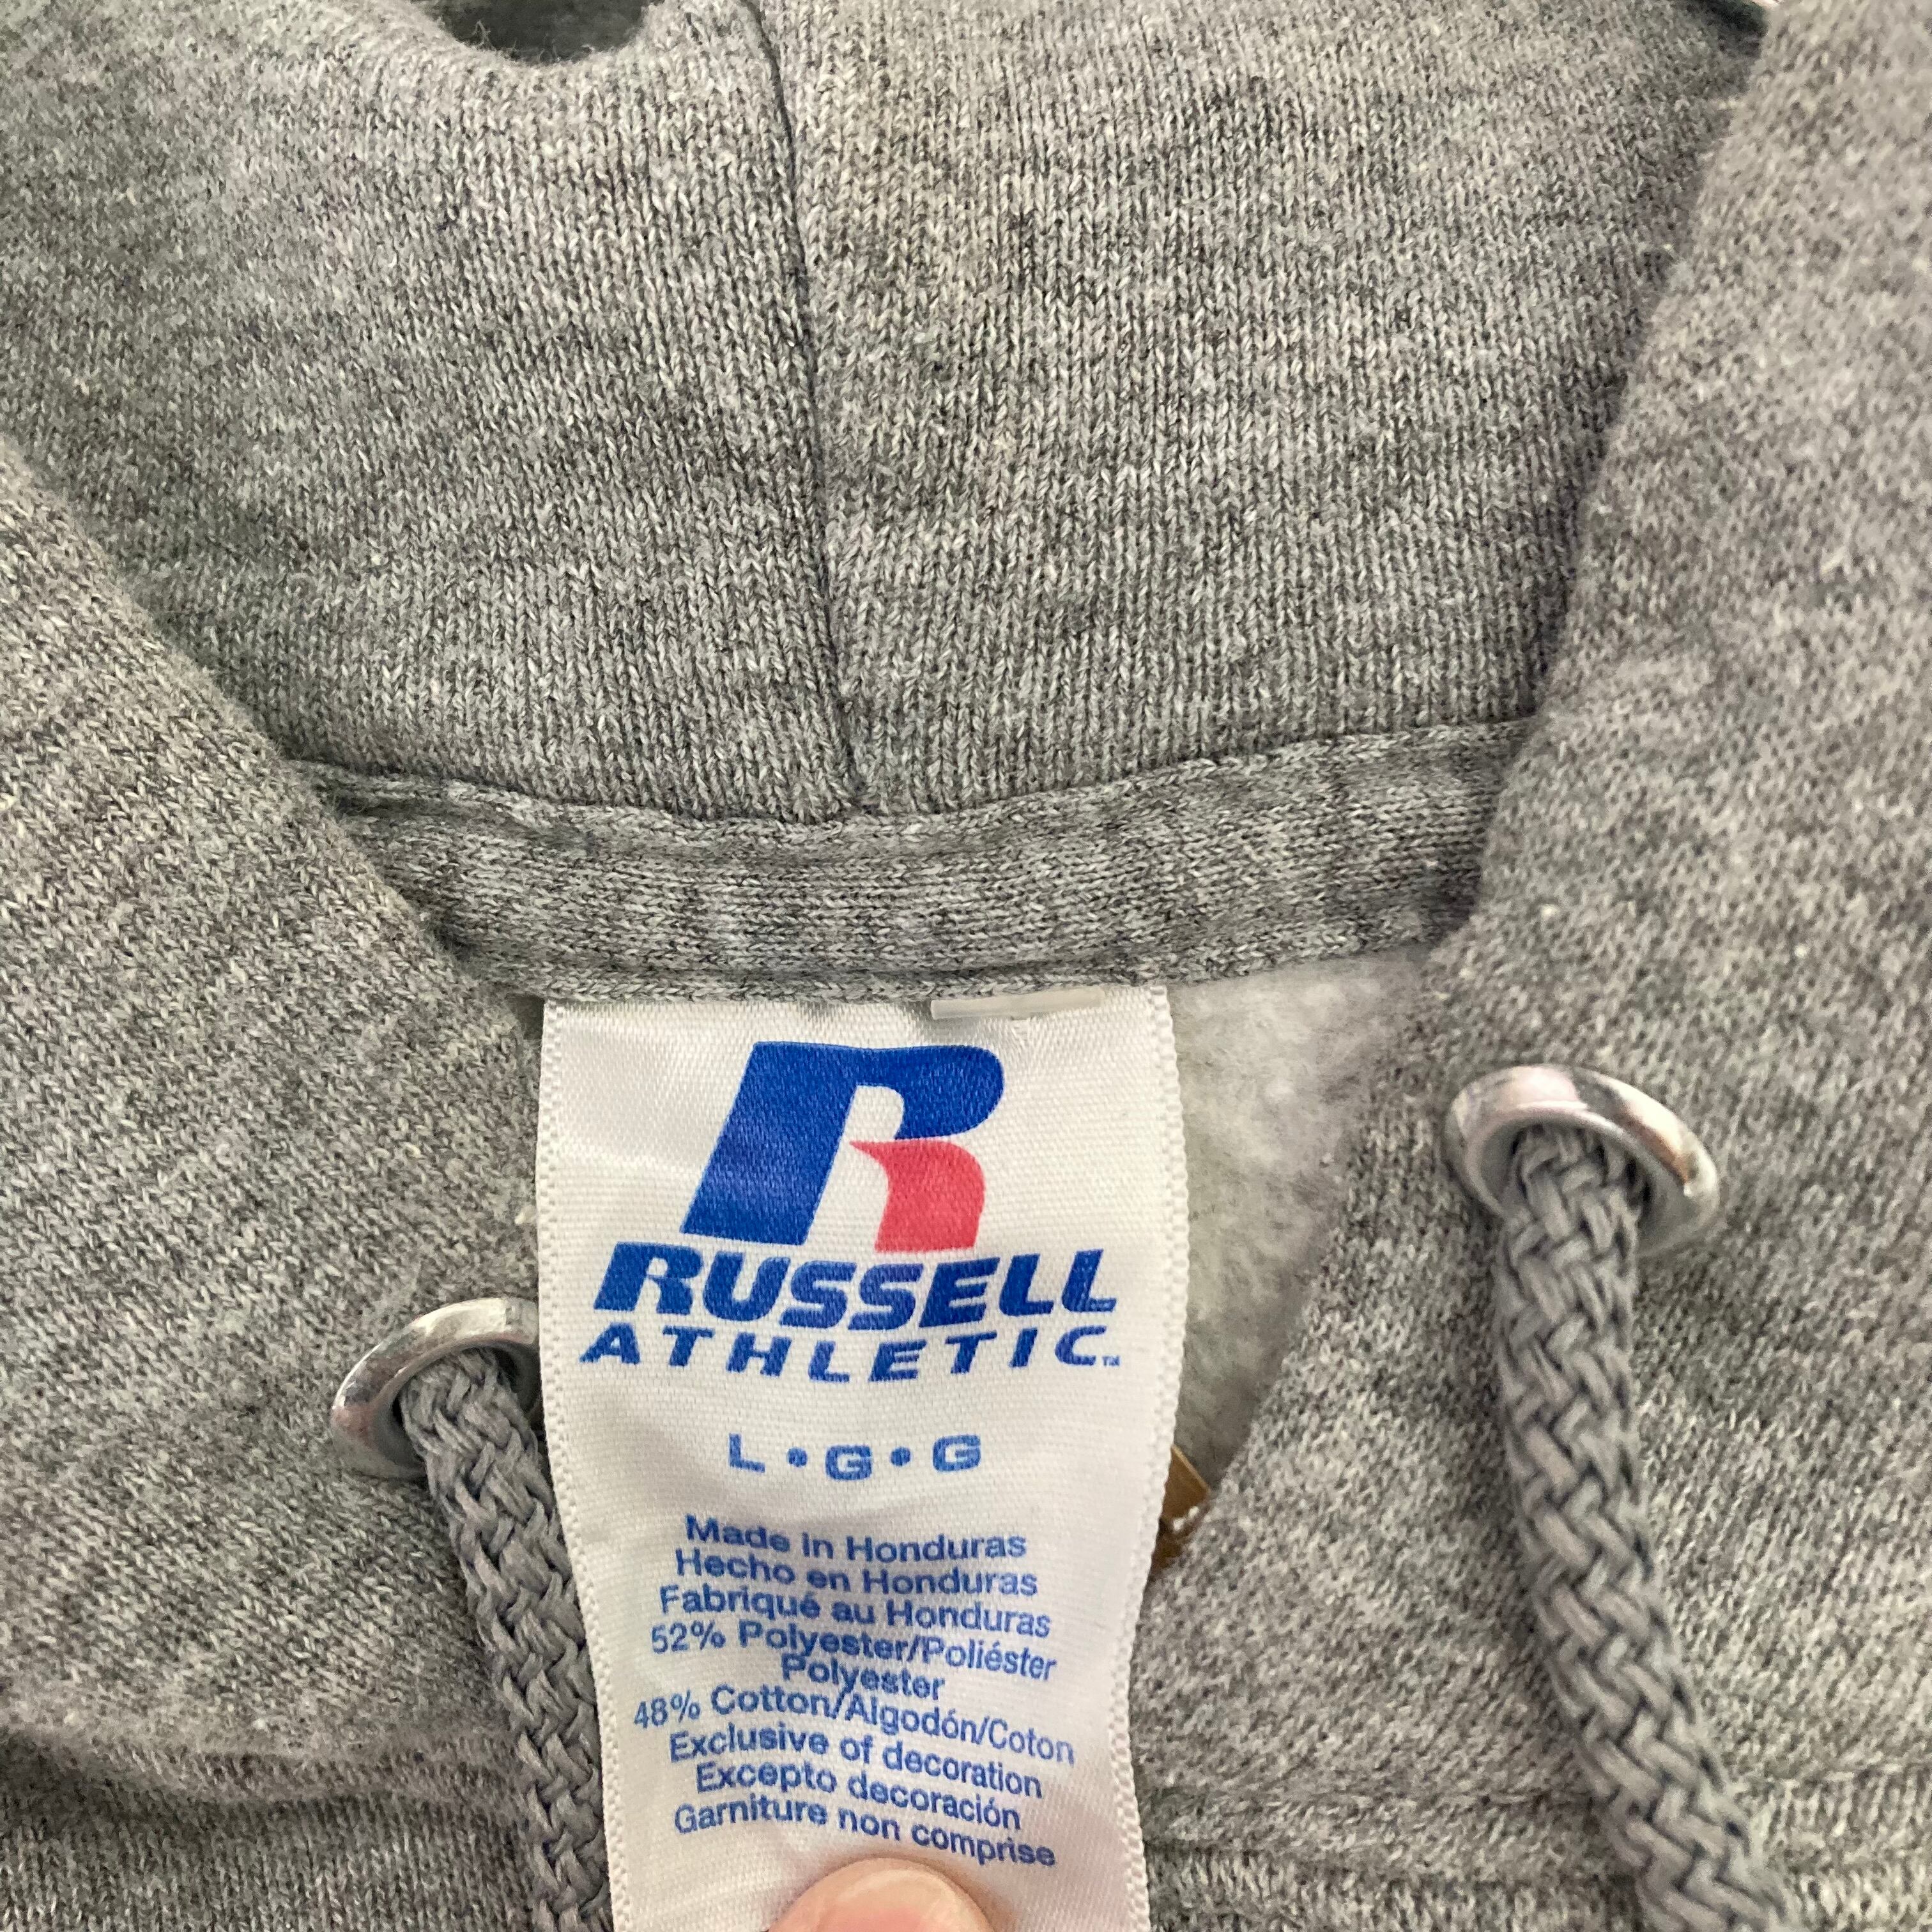 R
RUSSELL
ATHLETIC™
L•G•G
Made in Honduras
Hecho en Honduras
Fabriqué au Honduras
52% Polyester/Poliéster
Polyester
48% Cotton/Algodón/Coton
Exclusive of decoration
Excepto decoración
Garniture non comprise